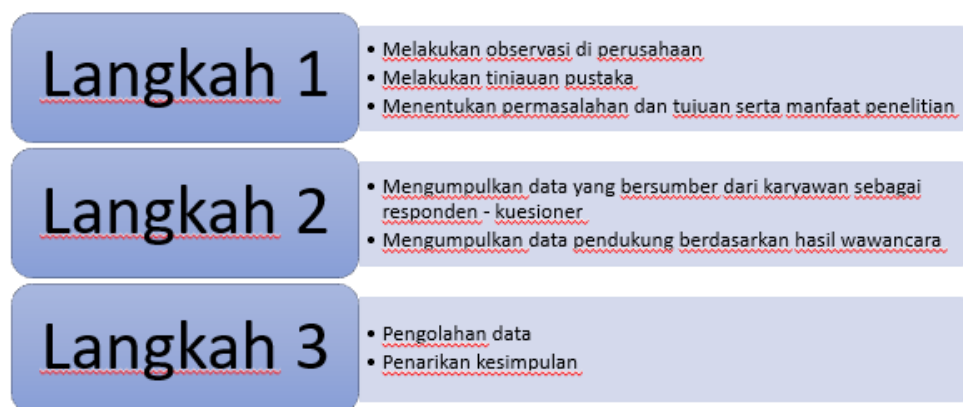 Langkah 1
• Melakukan observasi di perusahaan
• Melakukan tinjauan pustaka
• Menentukan permasalahan dan tujuan serta manfaat penelitian
Langkah 2
• Mengumpulkan data yang bersumber dari karyawan sebagai
responden - kuesioner
• Mengumpulkan data pendukung berdasarkan hasil wawancara
Langkah 3
• Pengolahan data
• Penarikan kesimpulan